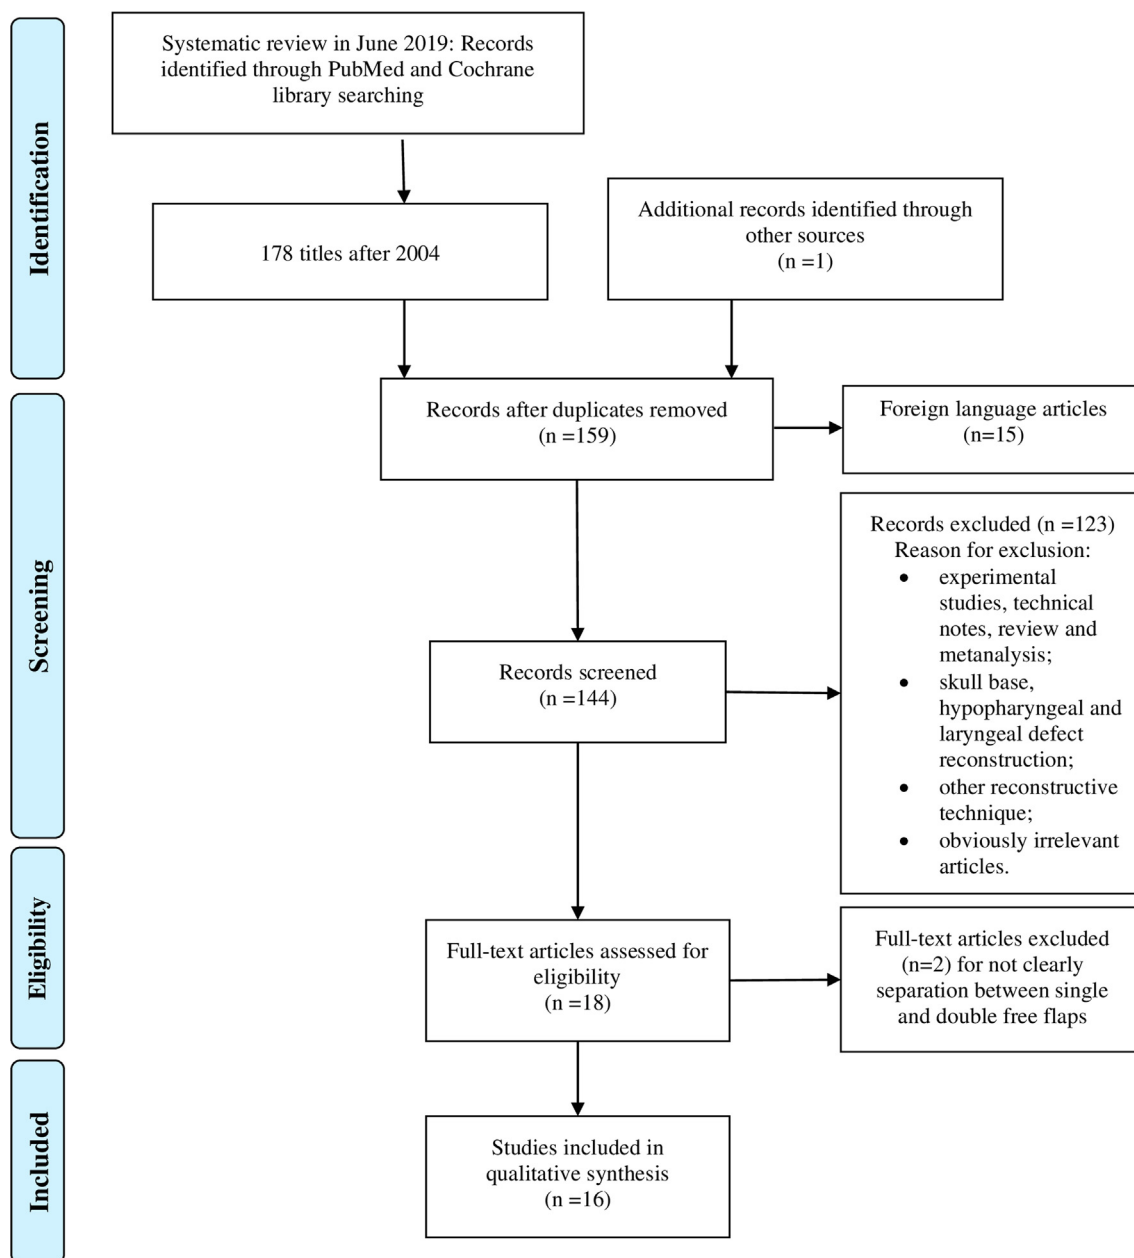 Identification
Systematic review in June 2019: Records
identified through PubMed and Cochrane
library searching
178 titles after 2004
Additional records identified through
other sources
(n =1)
Screening
Records after duplicates removed
(n =159)
Foreign language articles
(n=15)
Records screened
(n =144)
Records excluded (n =123)
Reason for exclusion:
• experimental
studies, technical
notes, review and
metanalysis;
• skull base,
hypopharyngeal and
laryngeal defect
reconstruction;
• other reconstructive
technique;
• obviously irrelevant
articles.
Eligibility
Full-text articles assessed for
eligibility
(n =18)
Full-text articles excluded
(n=2) for not clearly
separation between single
and double free flaps
Included
Studies included in
qualitative synthesis
(n =16)